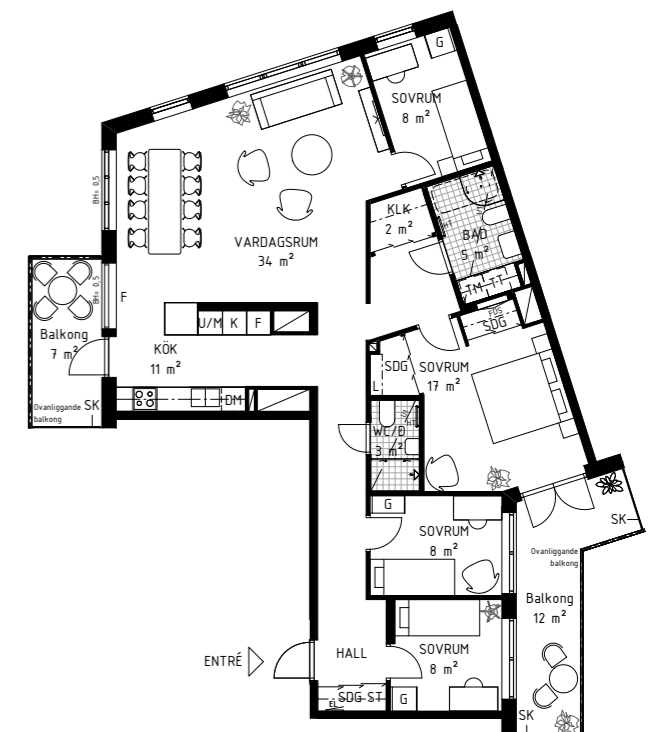 G
SOVRUM
8 m²
BH= 0,5
KLK
2 m²
VARDAGSRUM
34 m²
BAD
5 m²
TM TT
BH= 0,5
F
FDS
SDG
U/M K F
Balkong
7 m²
KÖK
11 m²
SDG
SOVRUM
17 m²
L
DM
Ovanliggande
balkong
SK
HT
WC/D
3 m²
G
SOVRUM
8 m²
SK
Ovanliggande
balkong
Balkong
12 m²
HALL
SOVRUM
8 m²
ENTRÉ
EL
SDG ST
G
SK